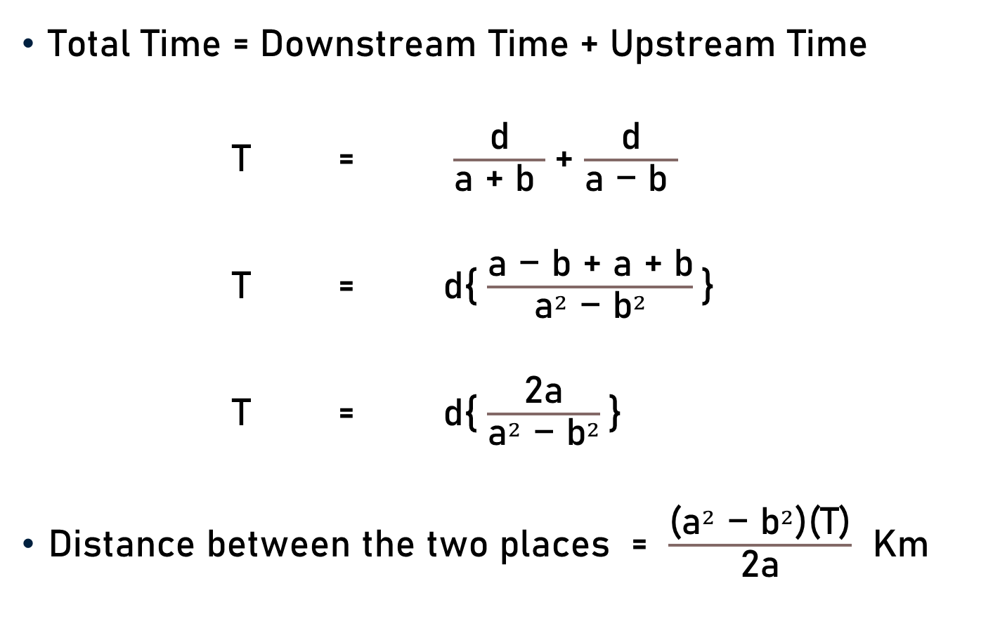 • Total Time = Downstream Time + Upstream Time
T = d/(a + b) + d/(a − b)
T = d{(a − b + a + b)/(a² − b²)}
T = d{2a/(a² − b²)}
• Distance between the two places = (a² − b²)(T)/2a Km